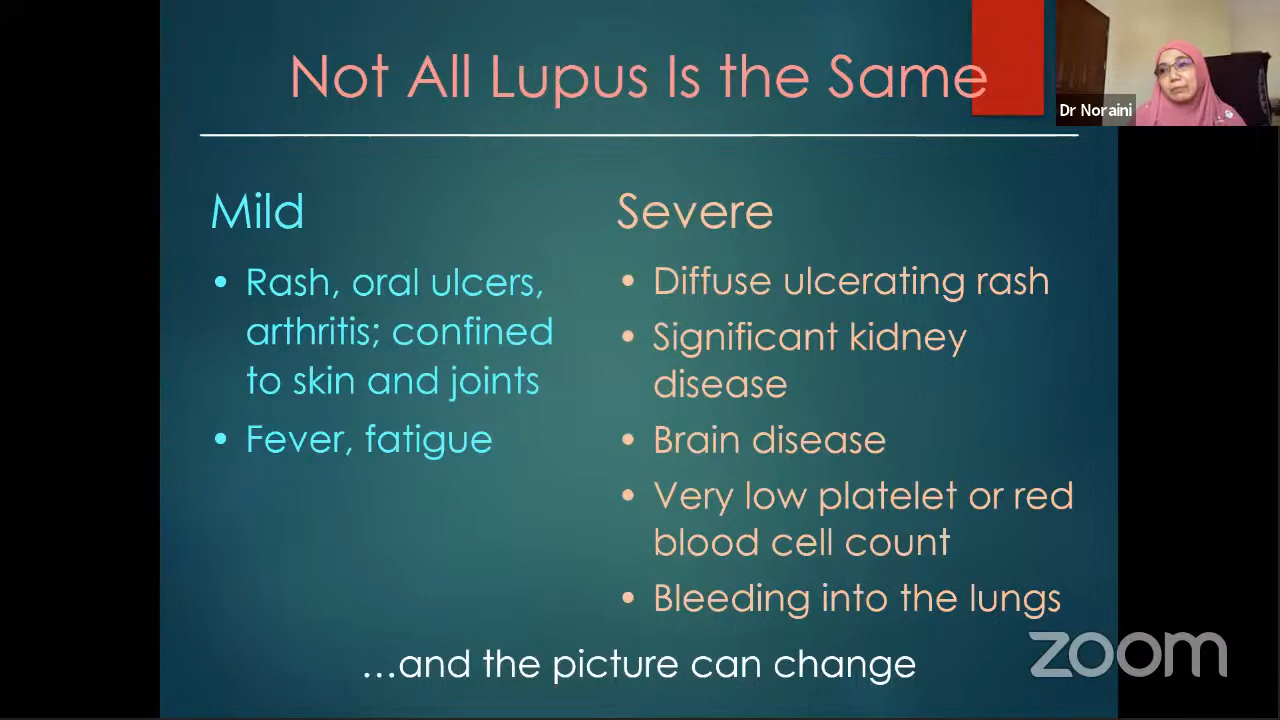 Not All Lupus Is the Same
Dr Noraini
Mild
• Rash, oral ulcers,
arthritis; confined
to skin and joints
• Fever, fatigue
Severe
• Diffuse ulcerating rash
• Significant kidney
disease
• Brain disease
• Very low platelet or red
blood cell count
• Bleeding into the lungs
...and the picture can change
zoom